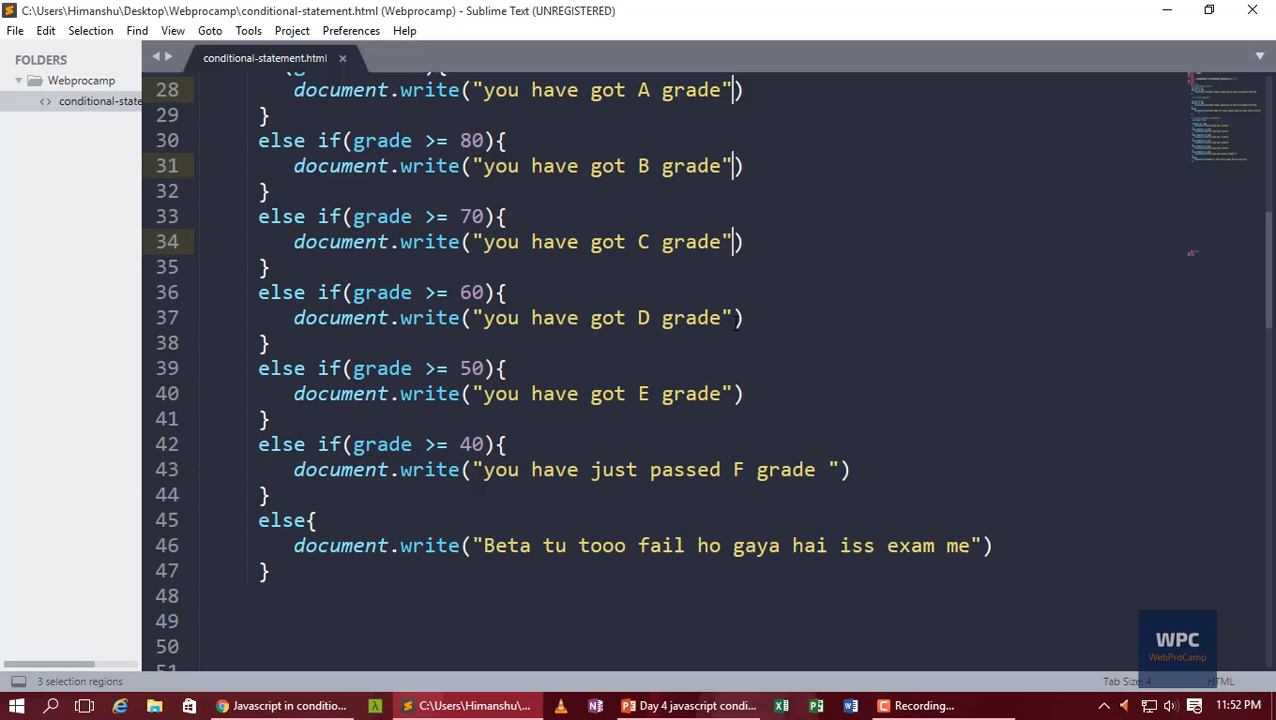 C:\Users\Himanshu\Desktop\Webprocamp\conditional-statement.html (Webprocamp) - Sublime Text (UNREGISTERED)
File Edit Selection Find View Goto Tools Project Preferences Help
FOLDERS
Webprocamp
<> conditional-state
conditional-statement.html
28 document.write("you have got A grade")
29 }
30 else if(grade >= 80){
31 document.write("you have got B grade")
32 }
33 else if(grade >= 70){
34 document.write("you have got C grade")
35 }
36 else if(grade >= 60){
37 document.write("you have got D grade")
38 }
39 else if(grade >= 50){
40 document.write("you have got E grade")
41 }
42 else if(grade >= 40){
43 document.write("you have just passed F grade ")
44 }
45 else{
46 document.write("Beta tu tooo fail ho gaya hai iss exam me")
47 }
48
49
50
WPC
WebProCamp
3 selection regions
Tab Size: 4
HTML
Javascript in conditio...
C:\Users\Himanshu\...
Day 4 javascript condi...
Recording...
11:52 PM